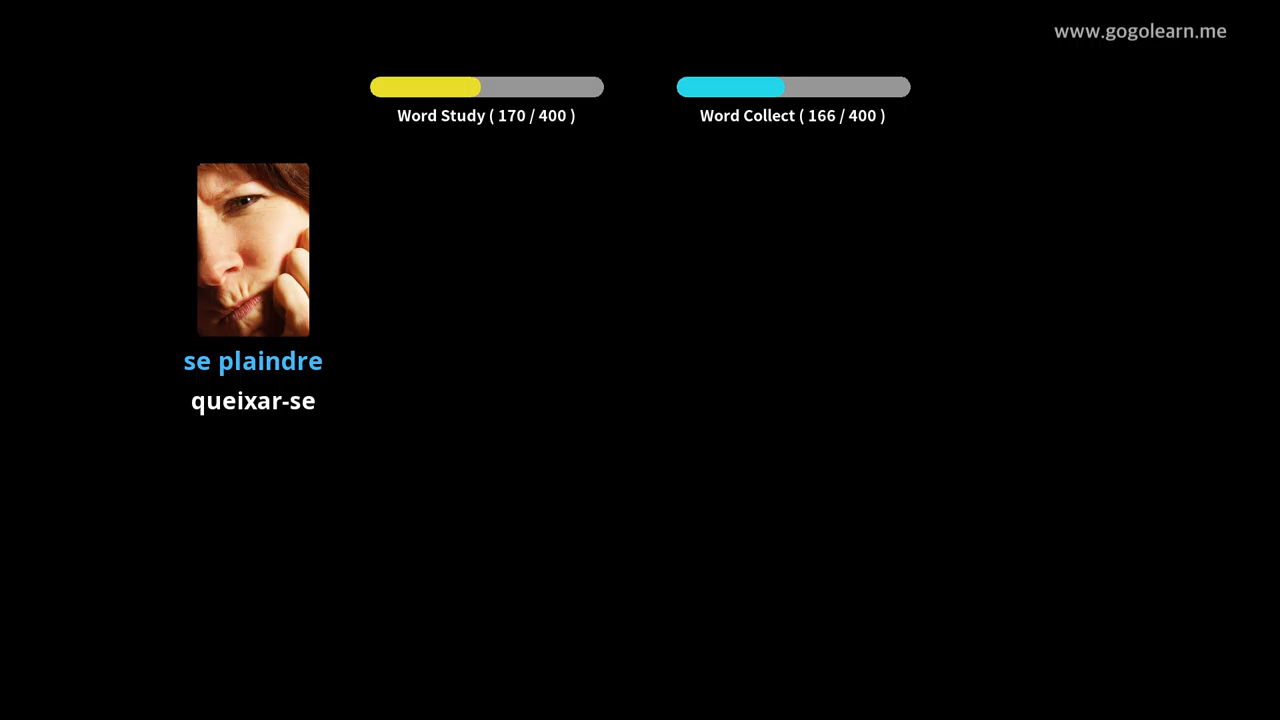 www.gogolearn.me
Word Study ( 170 / 400 )
Word Collect ( 166 / 400 )
se plaindre
queixar-se